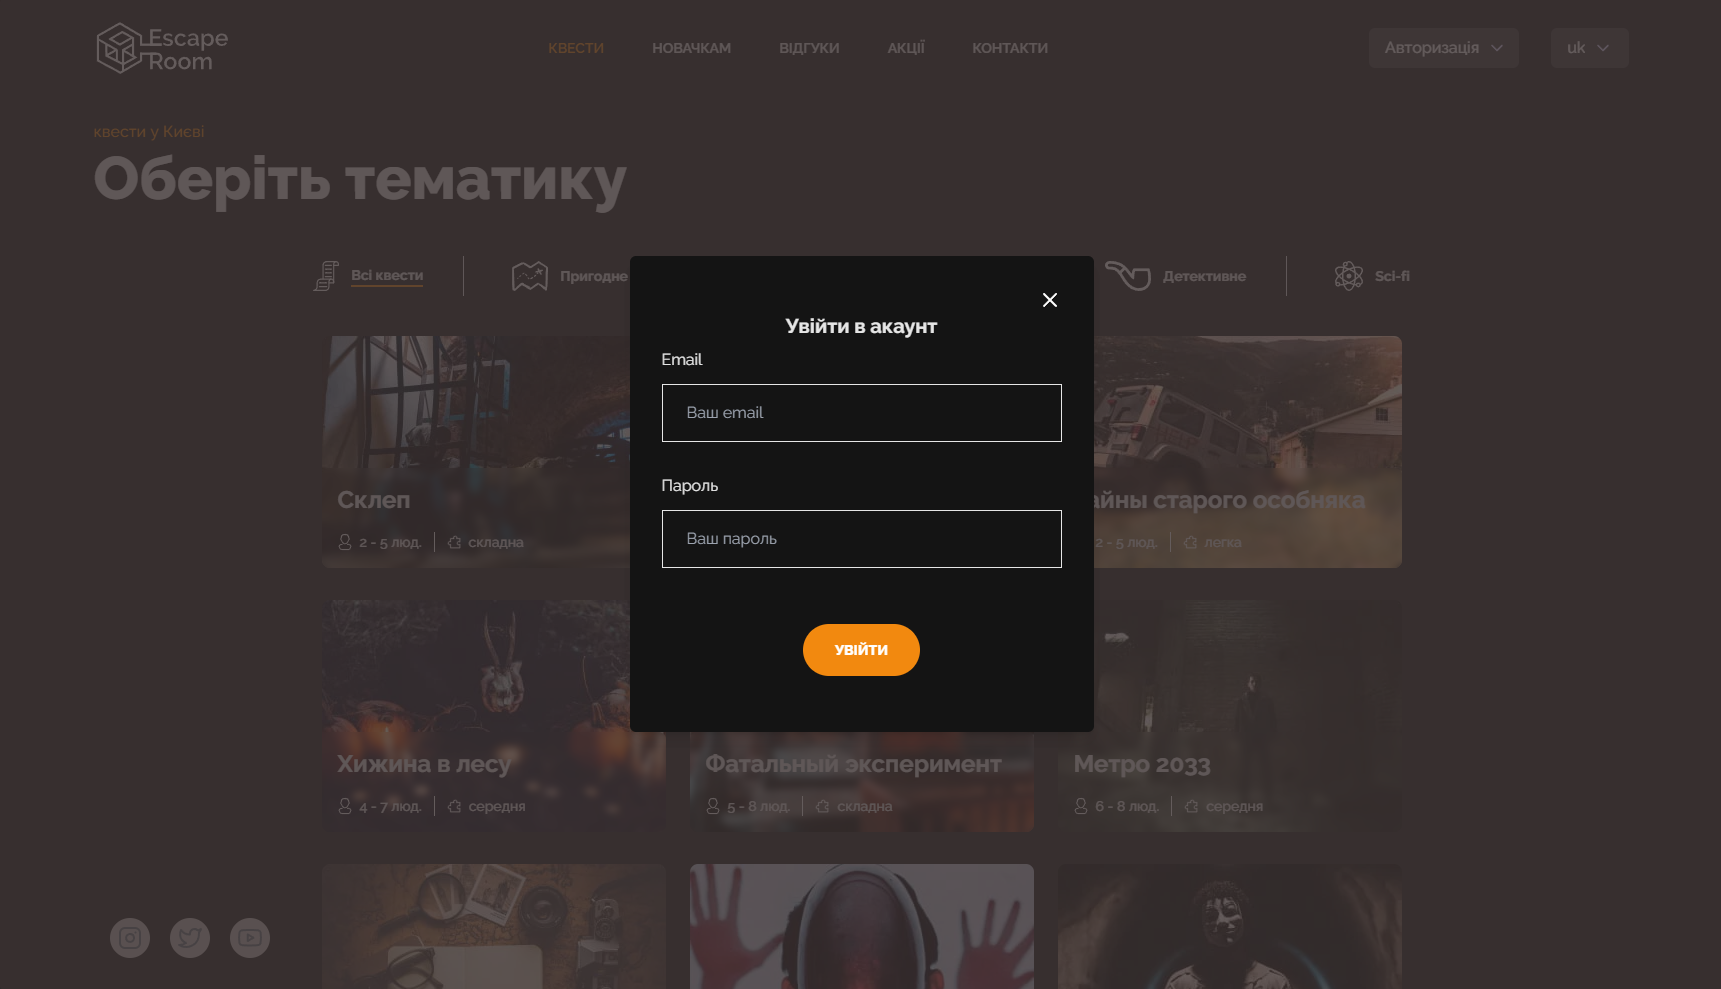 Escape
Room
КВЕСТИ
НОВАЧКАМ
ВІДГУКИ
АКЦІЇ
КОНТАКТИ
Авторизація
uk
квести у Києві
Оберіть тематику
Всі квести
Пригодне
Детективне
Sci-fi
Увійти в акаунт
Email
Ваш email
Пароль
Ваш пароль
УВІЙТИ
Склеп
2 - 5 люд.
складна
айны старого особняка
2 - 5 люд.
легка
Хижина в лесу
4 - 7 люд.
середня
Фатальный эксперимент
5 - 8 люд.
складна
Метро 2033
6 - 8 люд.
середня